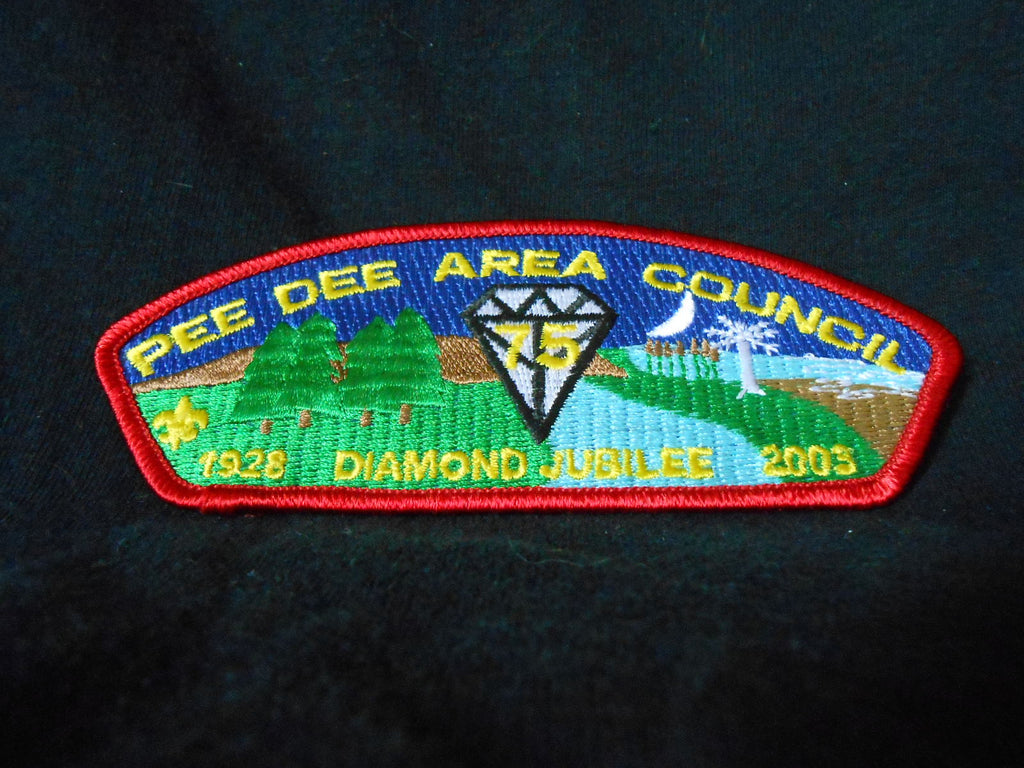 PEE DEE AREA COUNCIL
75
1928 DIAMOND JUBILEE 2003